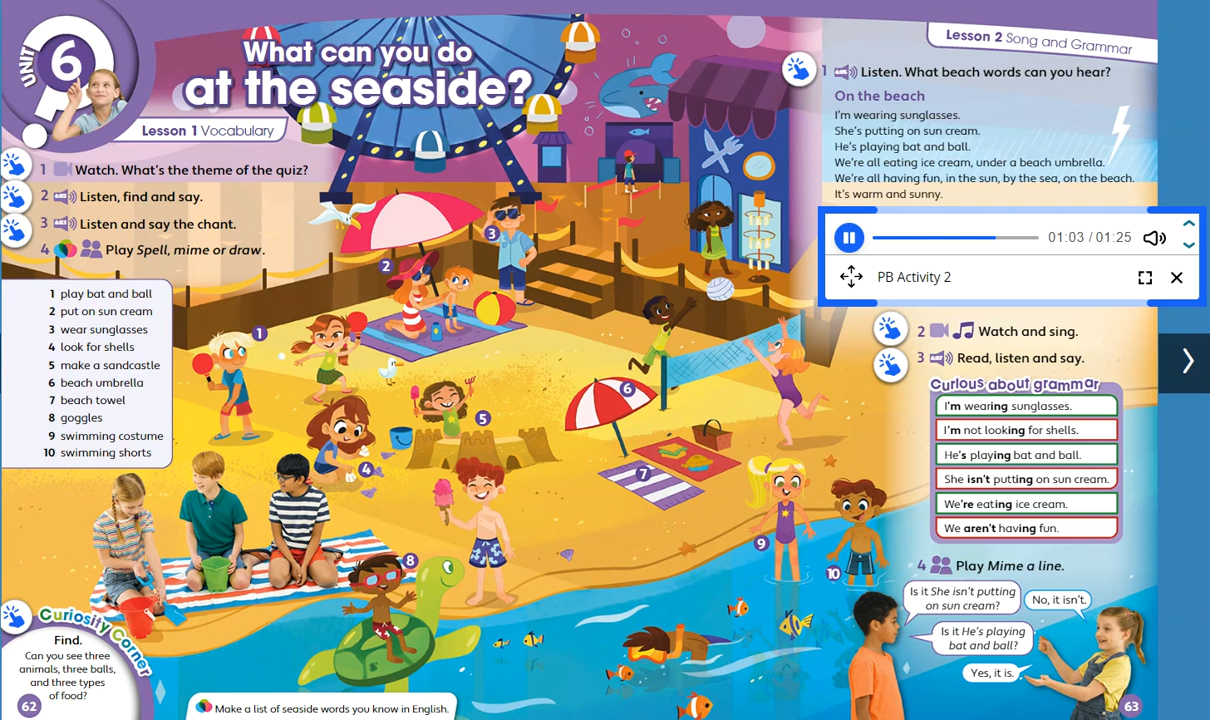 UNIT
6
What can you do
at the seaside?
Lesson 1 Vocabulary
1 Watch. What's the theme of the quiz?
2 Listen, find and say.
3 Listen and say the chant.
4 Play Spell, mime or draw.
1 play bat and ball
2 put on sun cream
3 wear sunglasses
4 look for shells
5 make a sandcastle
6 beach umbrella
7 beach towel
8 goggles
9 swimming costume
10 swimming shorts
1
2
3
4
5
6
7
8
9
10
Curiosity Corner
Find.
Can you see three
animals, three balls,
and three types
of food?
62
Make a list of seaside words you know in English.
Lesson 2 Song and Grammar
1 Listen. What beach words can you hear?
On the beach
I'm wearing sunglasses.
She's putting on sun cream.
He's playing bat and ball.
We're all eating ice cream, under a beach umbrella.
We're all having fun, in the sun, by the sea, on the beach.
It's warm and sunny.
01:03 / 01:25
PB Activity 2
2 Watch and sing.
3 Read, listen and say.
Curious about grammar
I'm wearing sunglasses.
I'm not looking for shells.
He's playing bat and ball.
She isn't putting on sun cream.
We're eating ice cream.
We aren't having fun.
4 Play Mime a line.
Is it She isn't putting
on sun cream?
No, it isn't.
Is it He's playing
bat and ball?
Yes, it is.
63